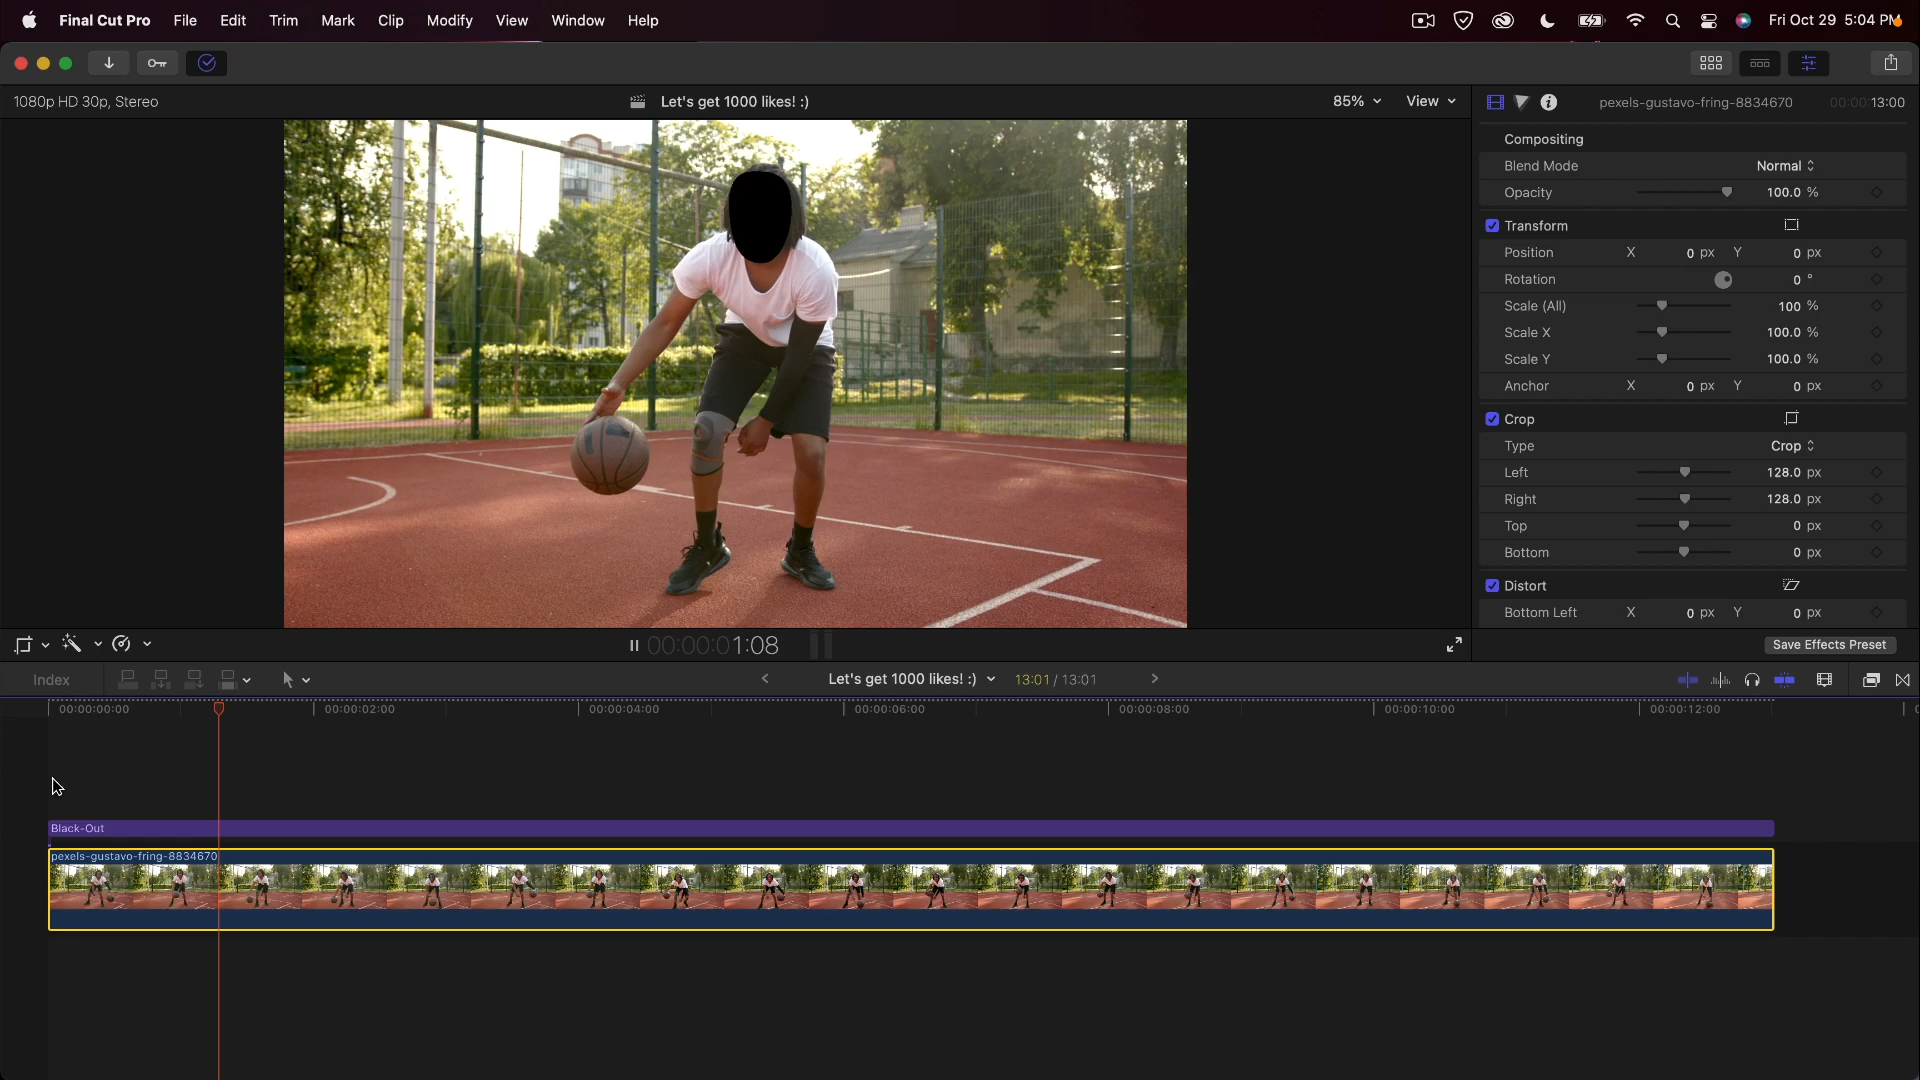 Final Cut Pro File Edit Trim Mark Clip Modify View Window Help Fri Oct 29 5:04 PM
1080p HD 30p, Stereo
Let's get 1000 likes! :)
85% View
pexels-gustavo-fring-8834670 00:00:13:00
Compositing
Blend Mode Normal
Opacity 100.0 %
Transform
Position X 0 px Y 0 px
Rotation 0 °
Scale (All) 100 %
Scale X 100.0 %
Scale Y 100.0 %
Anchor X 0 px Y 0 px
Crop
Type Crop
Left 128.0 px
Right 128.0 px
Top 0 px
Bottom 0 px
Distort
Bottom Left X 0 px Y 0 px
00:00:01:08
Save Effects Preset
Index
Let's get 1000 likes! :) 13:01 / 13:01
00:00:00:00 00:00:02:00 00:00:04:00 00:00:06:00 00:00:08:00 00:00:10:00 00:00:12:00
Black-Out
pexels-gustavo-fring-8834670